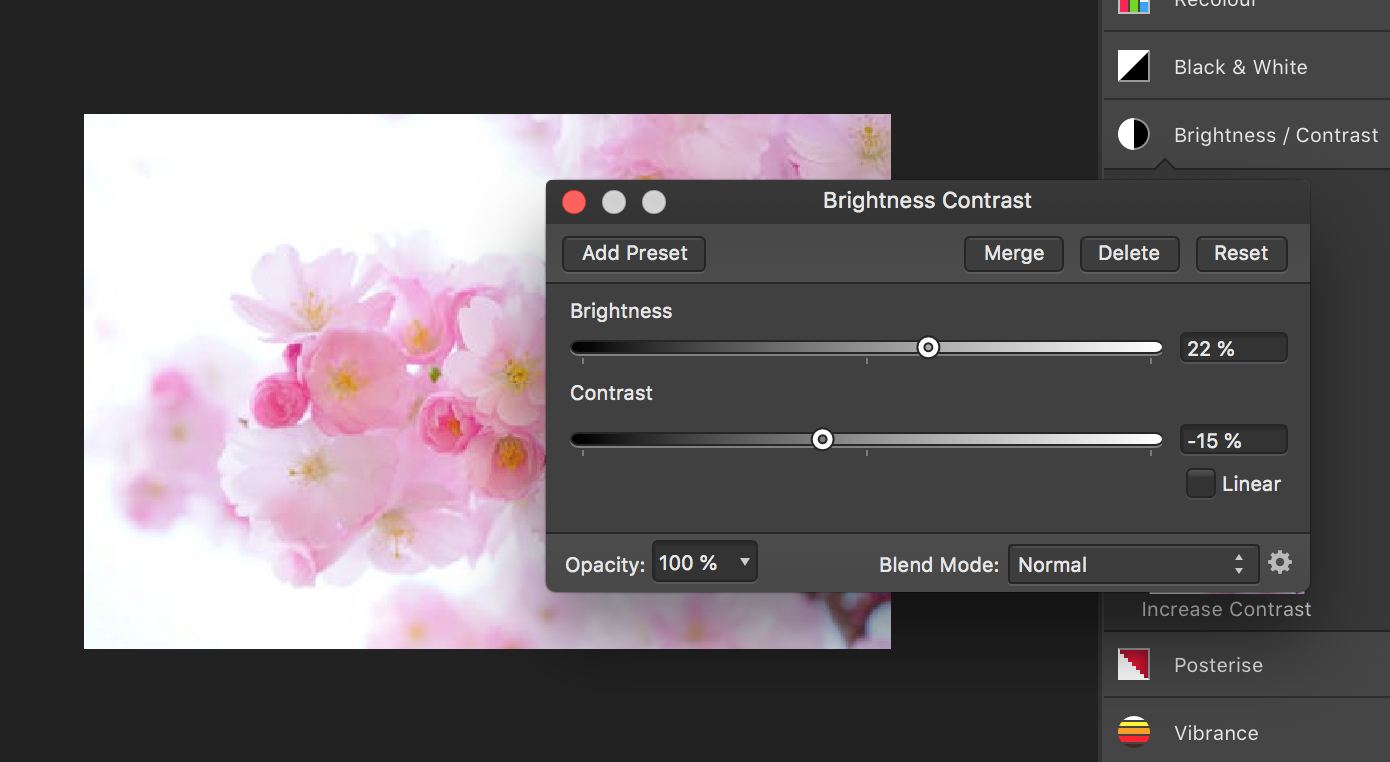 Recolour
Black & White
Brightness / Contrast
Brightness Contrast
Add Preset
Merge
Delete
Reset
Brightness
22 %
Contrast
-15 %
Linear
Opacity:
100 %
Blend Mode:
Normal
Increase Contrast
Posterise
Vibrance